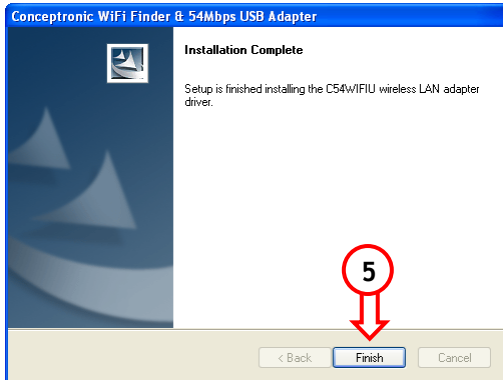 Conceptronic WiFi Finder & 54Mbps USB Adapter
Installation Complete
Setup is finished installing the C54WIFIU wireless LAN adapter
driver.
5
< Back Finish Cancel